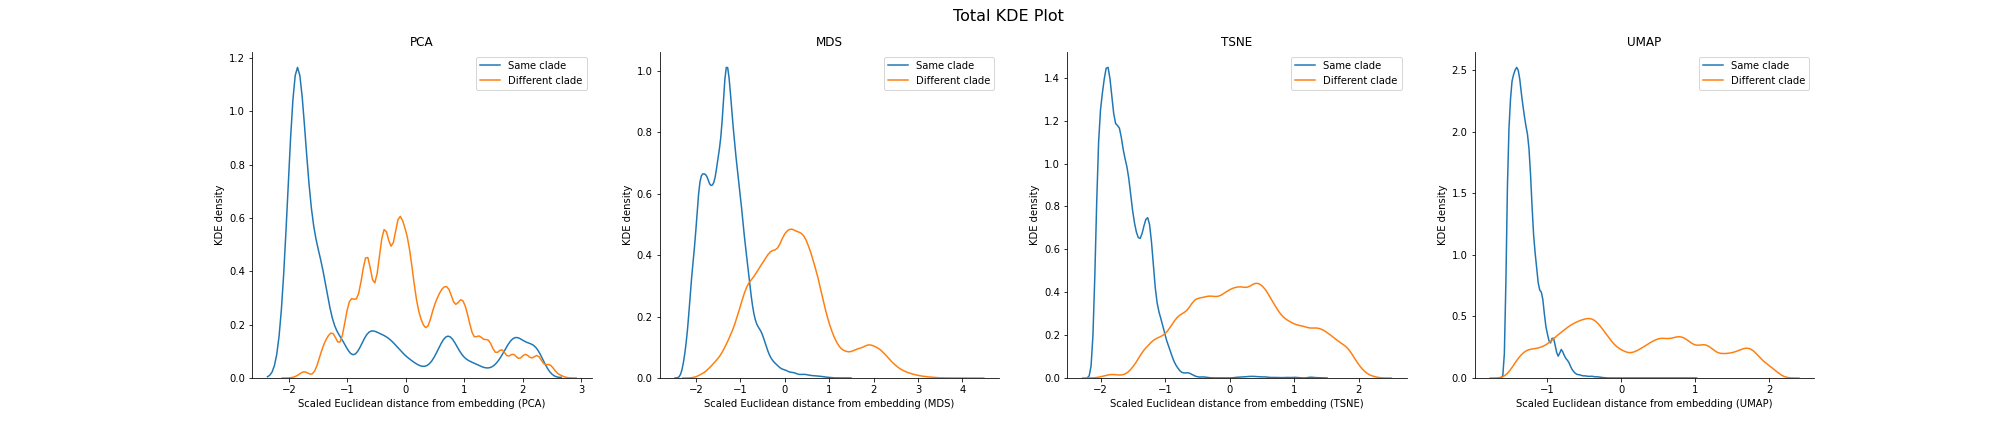 Total KDE Plot
PCA
Same clade
Different clade
KDE density
1.2
1.0
0.8
0.6
0.4
0.2
0.0
−2
−1
0
1
2
3
Scaled Euclidean distance from embedding (PCA)
MDS
Same clade
Different clade
KDE density
1.0
0.8
0.6
0.4
0.2
0.0
−2
−1
0
1
2
3
4
Scaled Euclidean distance from embedding (MDS)
TSNE
Same clade
Different clade
KDE density
1.4
1.2
1.0
0.8
0.6
0.4
0.2
0.0
−2
−1
0
1
2
Scaled Euclidean distance from embedding (TSNE)
UMAP
Same clade
Different clade
KDE density
2.5
2.0
1.5
1.0
0.5
0.0
−1
0
1
2
Scaled Euclidean distance from embedding (UMAP)